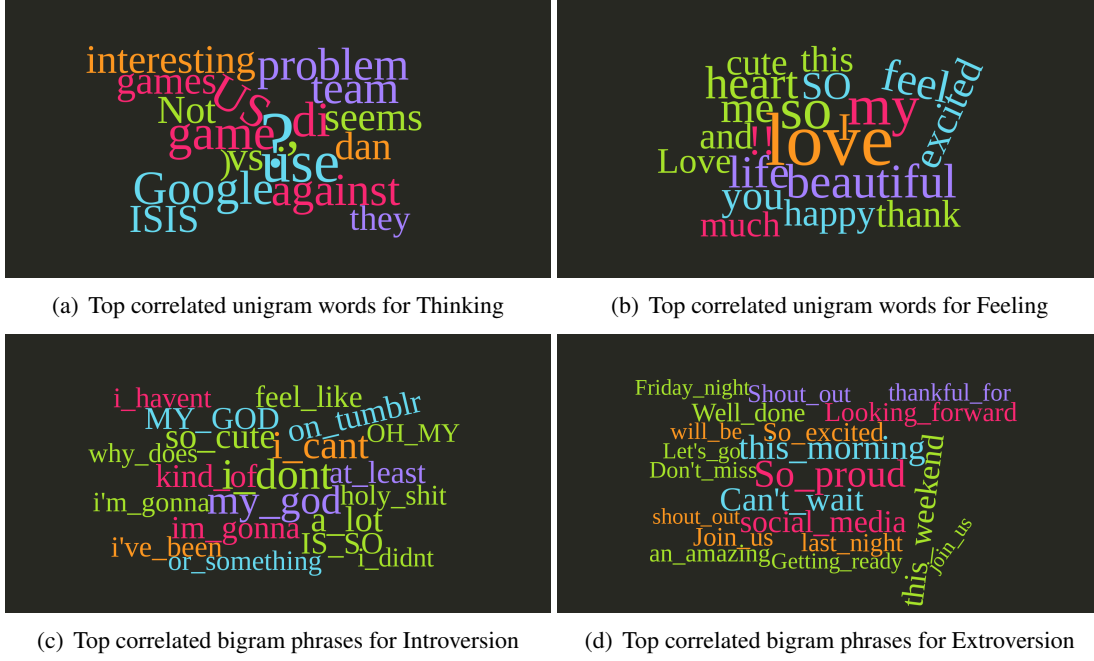 interesting problem
games US team
Not di seems
game ? , dan
)vs : use
Google against
ISIS they
(a) Top correlated unigram words for Thinking
cute this
heart SO feel excited
me so my
and !! I
Love love
life beautiful
you happy thank
much
(b) Top correlated unigram words for Feeling
i_havent feel_like
MY_GOD on_tumblr
so_cute OH_MY
why_does i_cant
kind_of i_dont at_least
i'm_gonna my_god holy_shit
im_gonna a_lot
i've_been IS_SO
or_something i_didnt
(c) Top correlated bigram phrases for Introversion
Friday_night Shout_out thankful_for
Well_done Looking_forward
will_be So_excited
Let's_go this_morning
Don't_miss So_proud
Can't_wait this_weekend
shout_out social_media
Join_us last_night join_us
an_amazing Getting_ready
(d) Top correlated bigram phrases for Extroversion